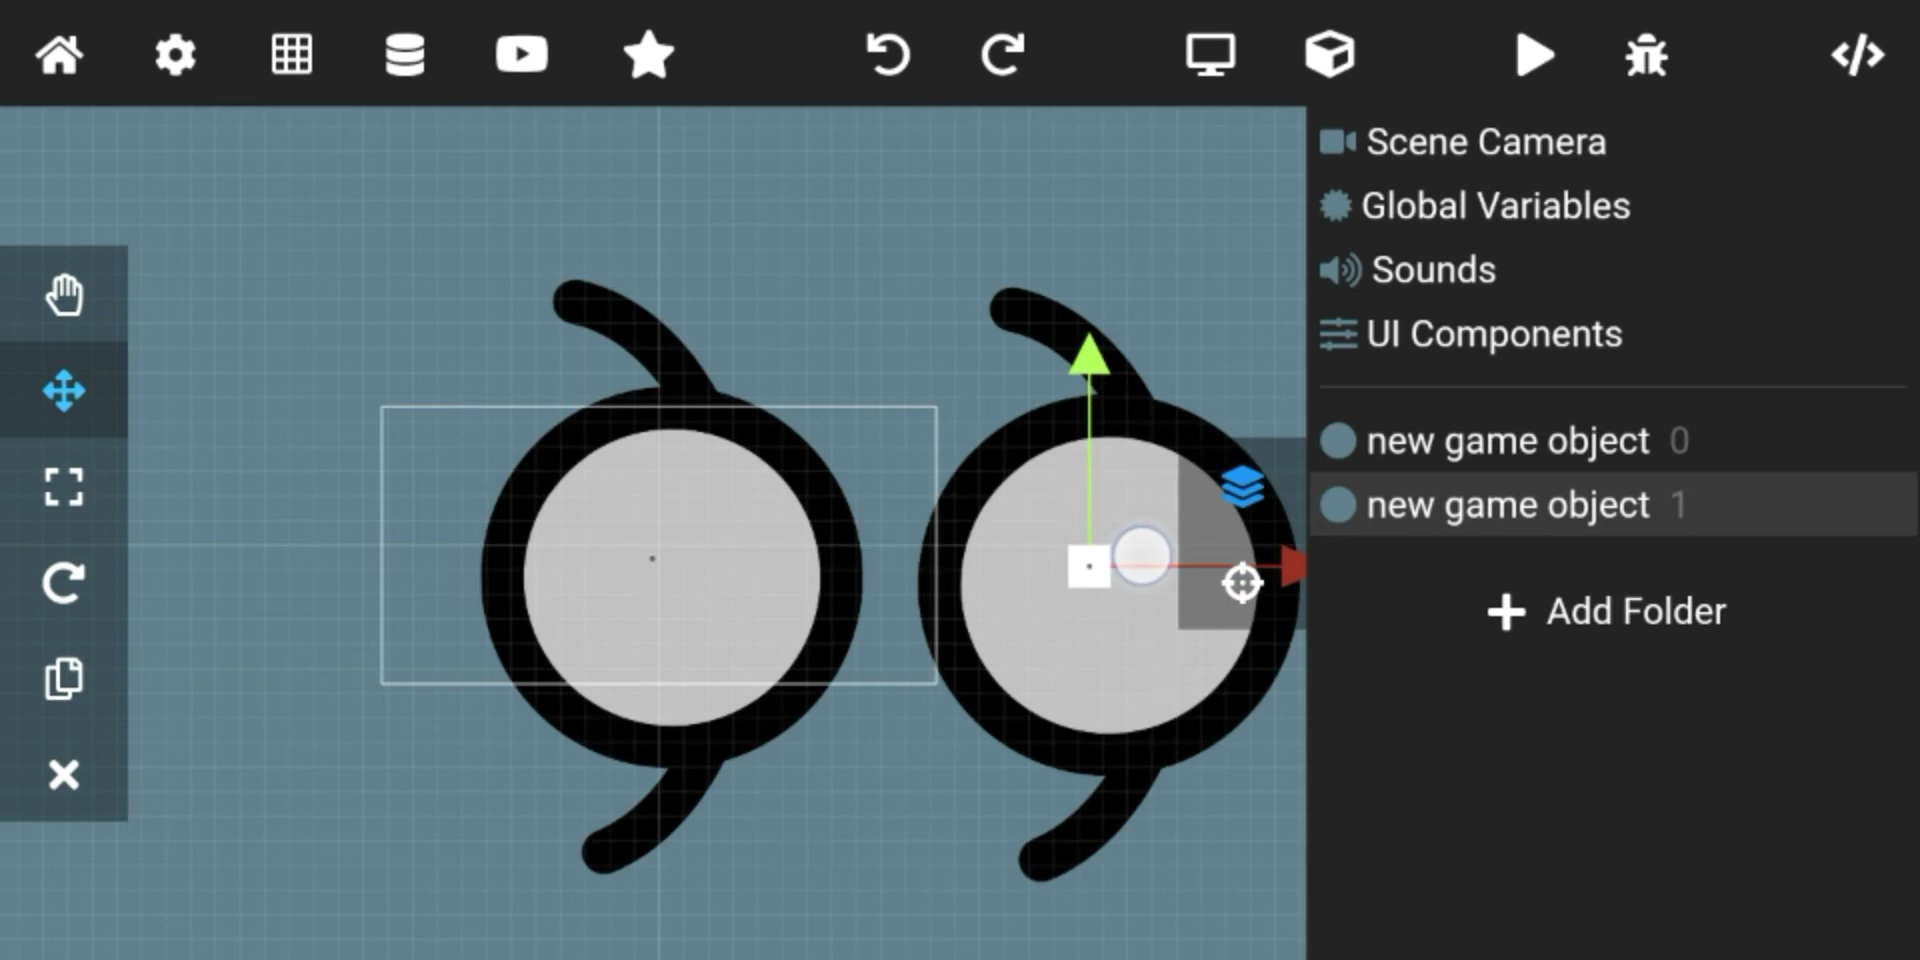 Scene Camera
Global Variables
Sounds
UI Components
new game object 0
new game object 1
Add Folder